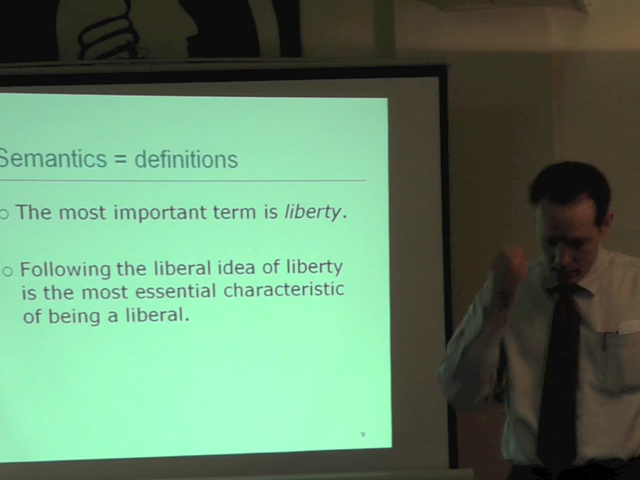 Semantics = definitions
○ The most important term is liberty.
○ Following the liberal idea of liberty
is the most essential characteristic
of being a liberal.
9